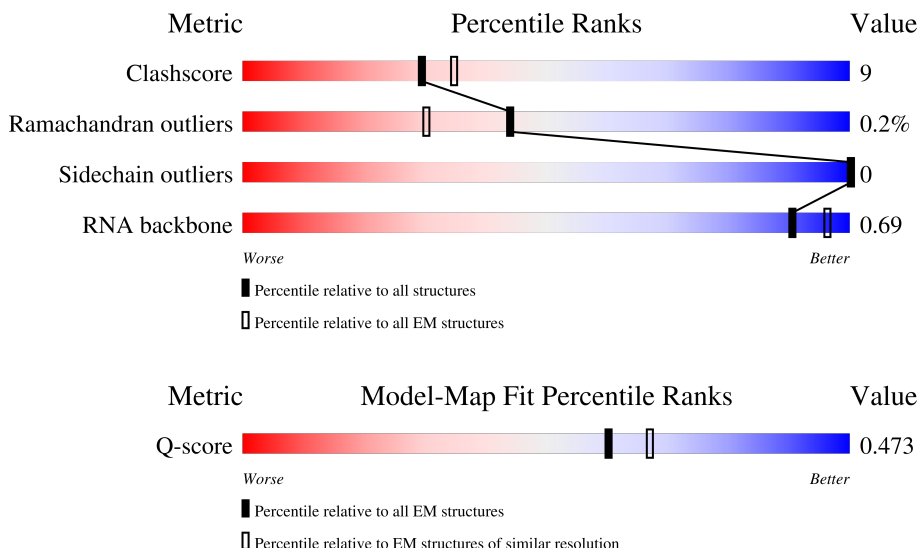 Metric Percentile Ranks Value
Clashscore 9
Ramachandran outliers 0.2%
Sidechain outliers 0
RNA backbone 0.69
Worse Better
Percentile relative to all structures
Percentile relative to all EM structures
Metric Model-Map Fit Percentile Ranks Value
Q-score 0.473
Worse Better
Percentile relative to all EM structures
Percentile relative to EM structures of similar resolution